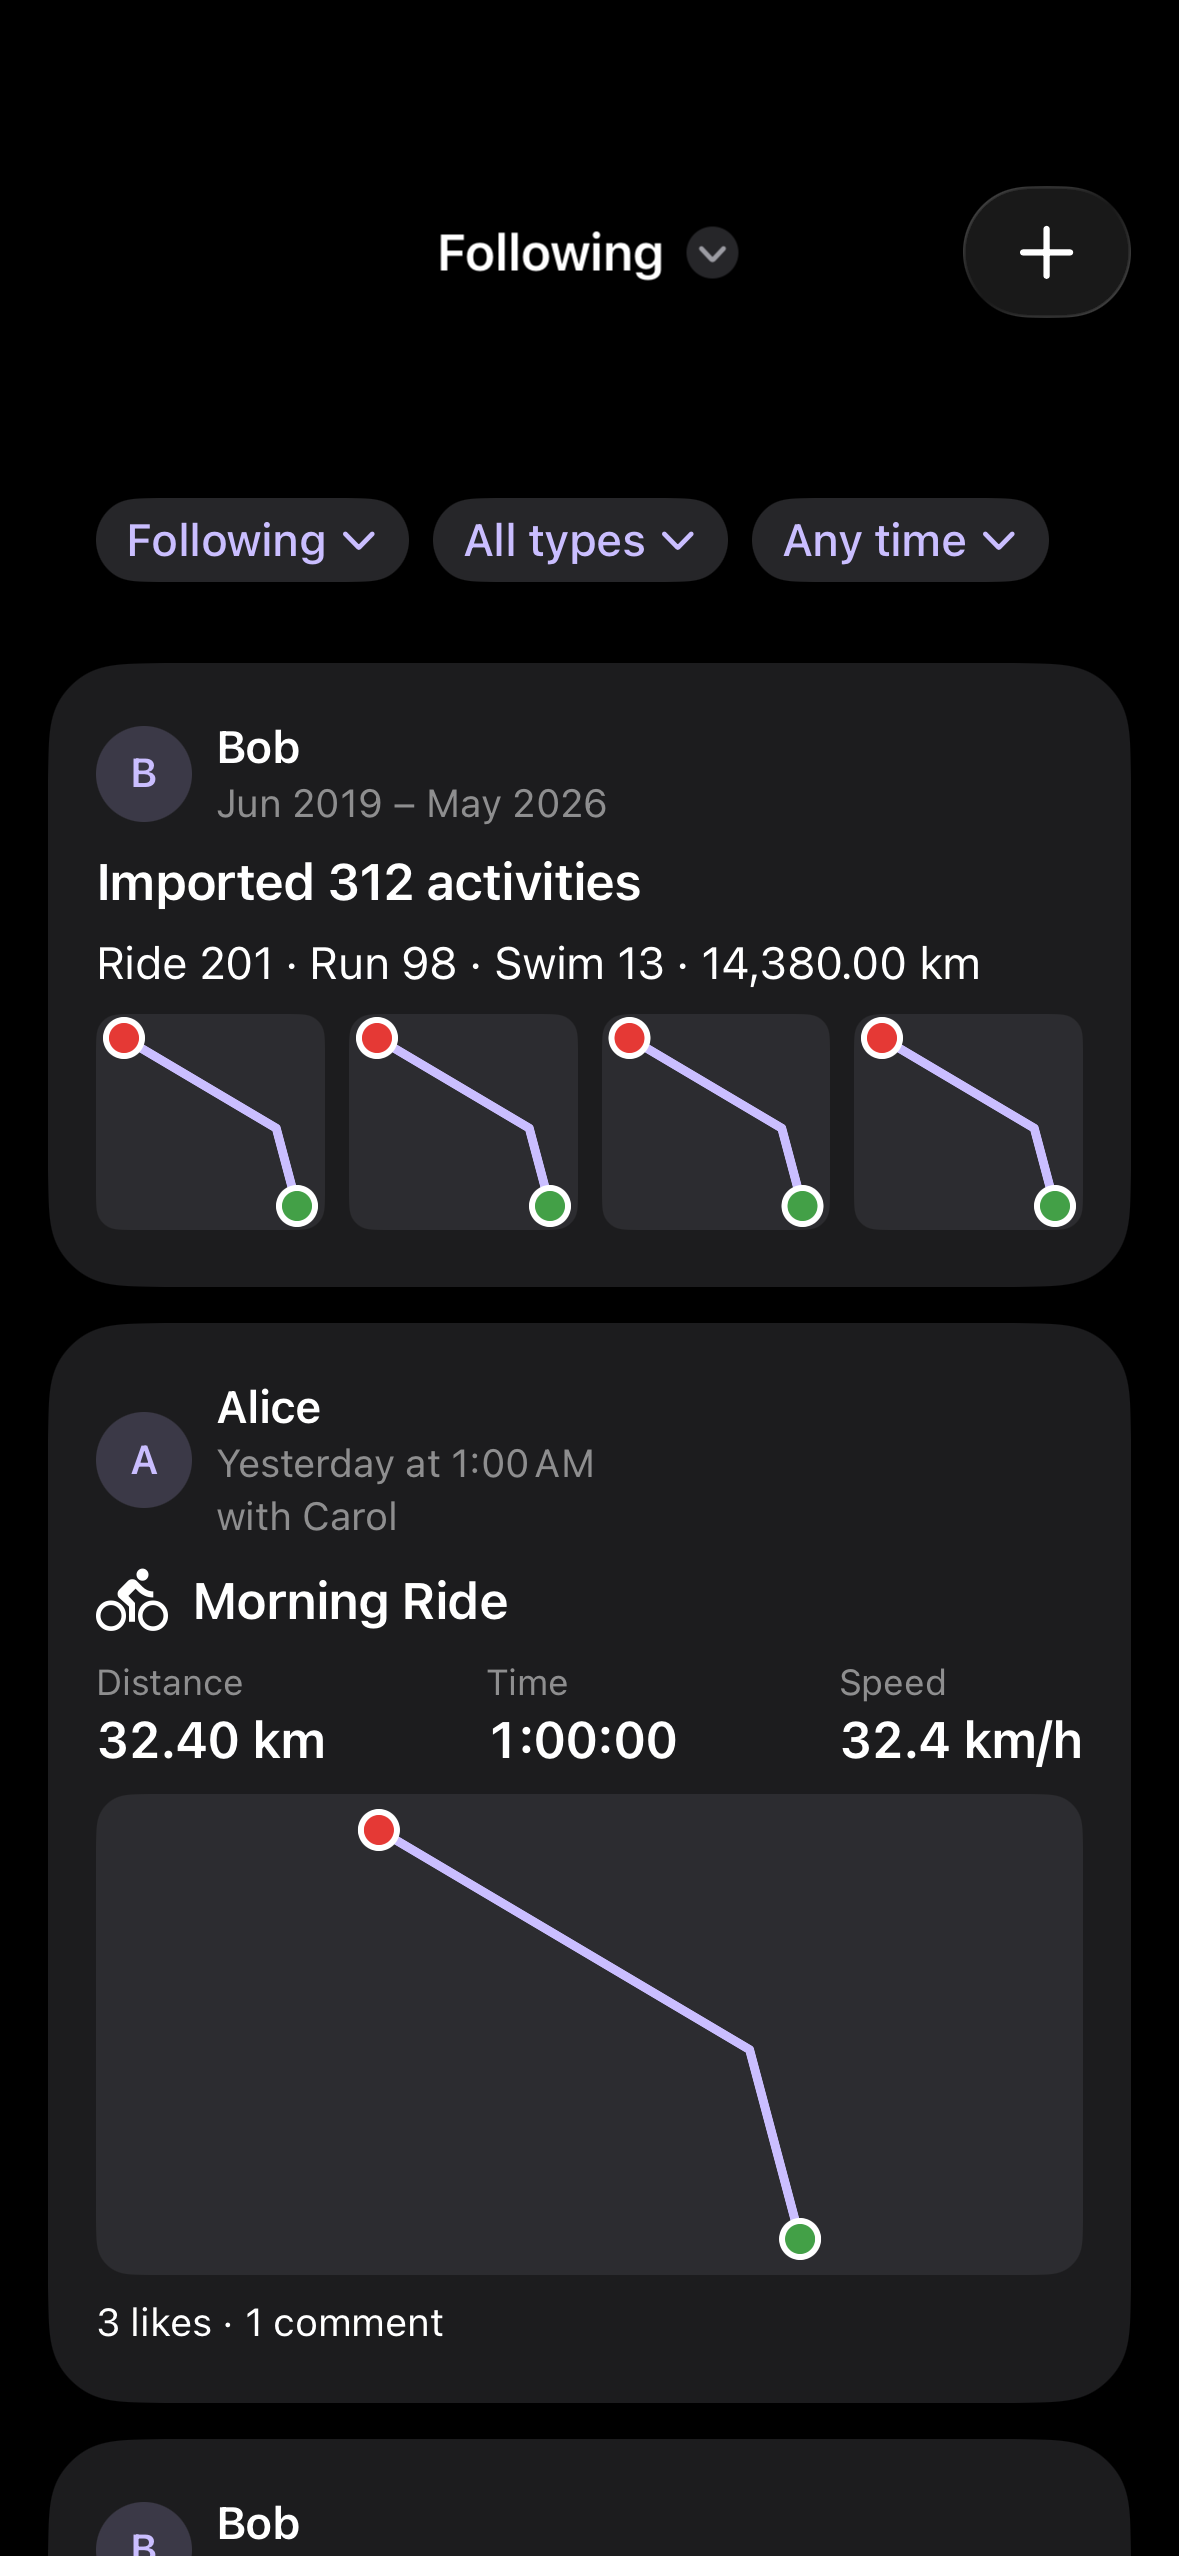 Following
Following
All types
Any time
B
Bob
Jun 2019 – May 2026
Imported 312 activities
Ride 201 · Run 98 · Swim 13 · 14,380.00 km
A
Alice
Yesterday at 1:00 AM
with Carol
Morning Ride
Distance Time Speed
32.40 km 1:00:00 32.4 km/h
3 likes · 1 comment
B
Bob